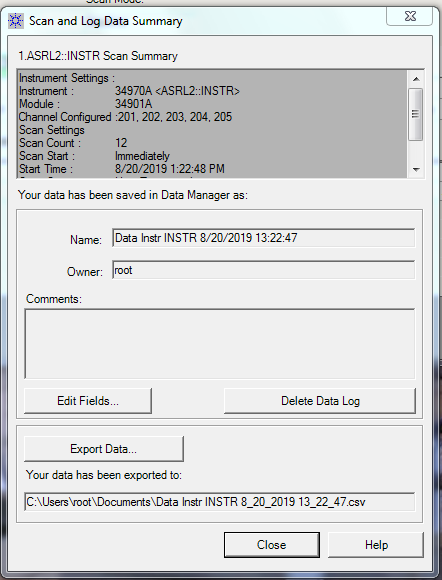 Scan Mode:
Scan and Log Data Summary
1.ASRL2::INSTR Scan Summary
Instrument Settings :
Instrument : 34970A <ASRL2::INSTR>
Module : 34901A
Channel Configured :201, 202, 203, 204, 205
Scan Settings
Scan Count : 12
Scan Start : Immediately
Start Time : 8/20/2019 1:22:48 PM
Your data has been saved in Data Manager as:
Name: Data Instr INSTR 8/20/2019 13:22:47
Owner: root
Comments:
Edit Fields... Delete Data Log
Export Data...
Your data has been exported to:
C:\Users\root\Documents\Data Instr INSTR 8_20_2019 13_22_47.csv
Close Help